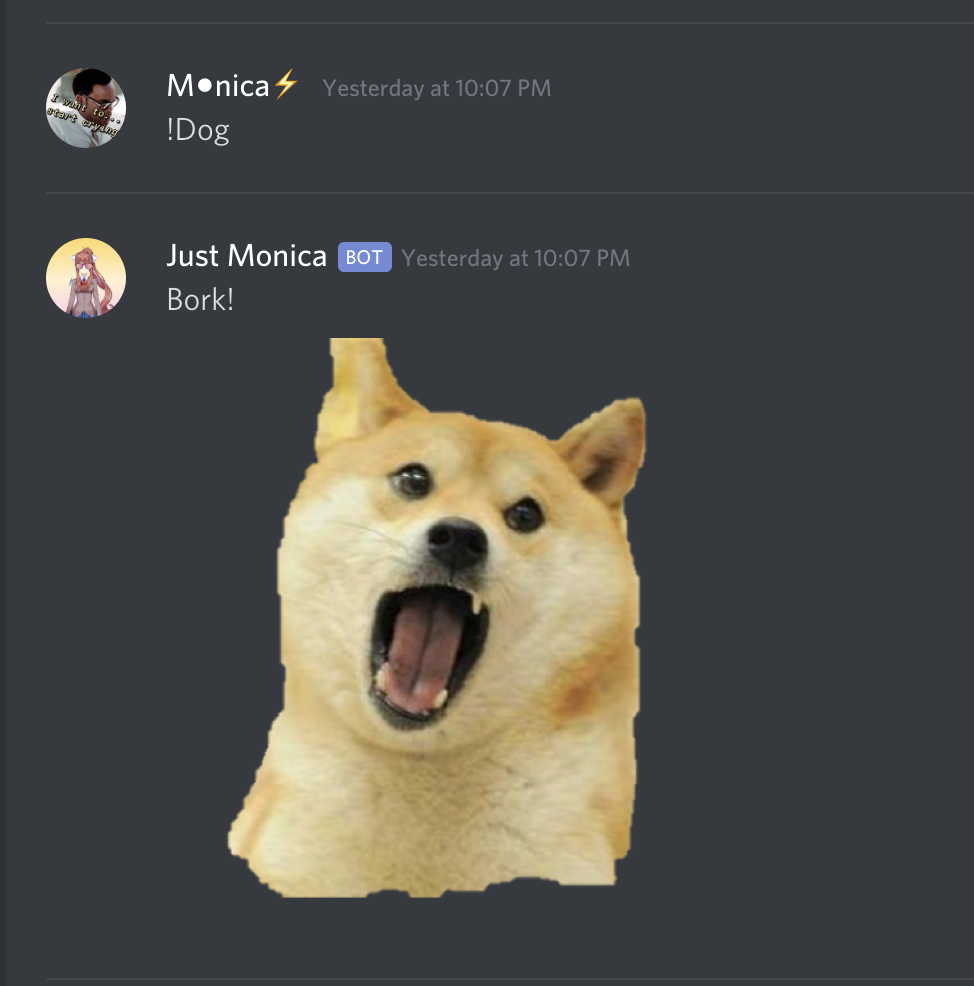 M●nica⚡ Yesterday at 10:07 PM
I want to...
start crying
!Dog
Just Monica BOT Yesterday at 10:07 PM
Bork!